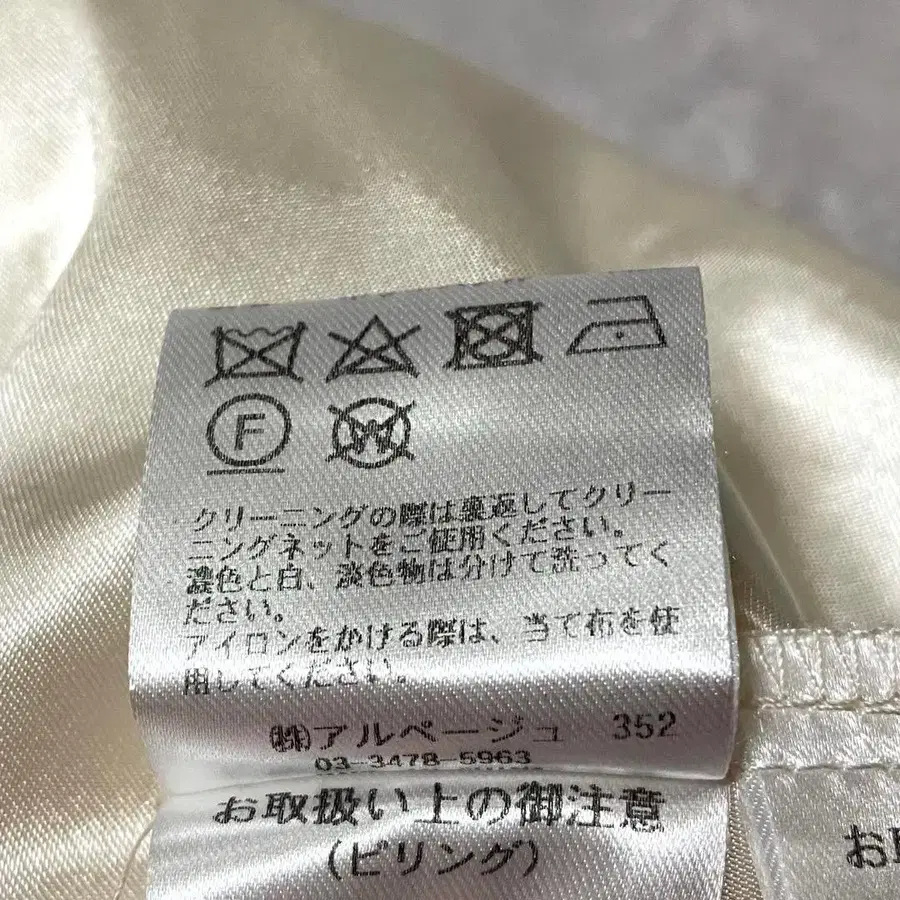 F
W
クリーニングの際は裏返してクリー
ニングネットをご使用ください。
濃色と白、淡色物は分けて洗ってく
ださい。
アイロンをかける際は、当て布を使
用してください。
㈱アルページュ 352
03-3478-5963
お取扱い上の御注意
(ピリング)
お取